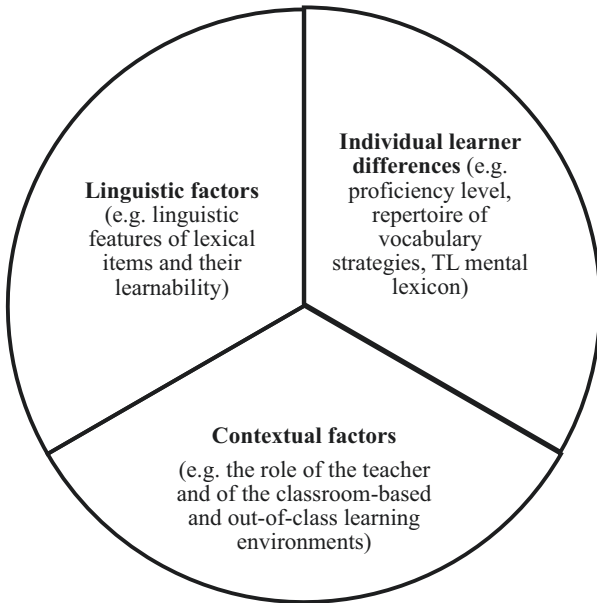 Linguistic factors
(e.g. linguistic
features of lexical
items and their
learnability)
Individual learner
differences (e.g.
proficiency level,
repertoire of
vocabulary
strategies, TL mental
lexicon)
Contextual factors
(e.g. the role of the teacher
and of the classroom-based
and out-of-class learning
environments)